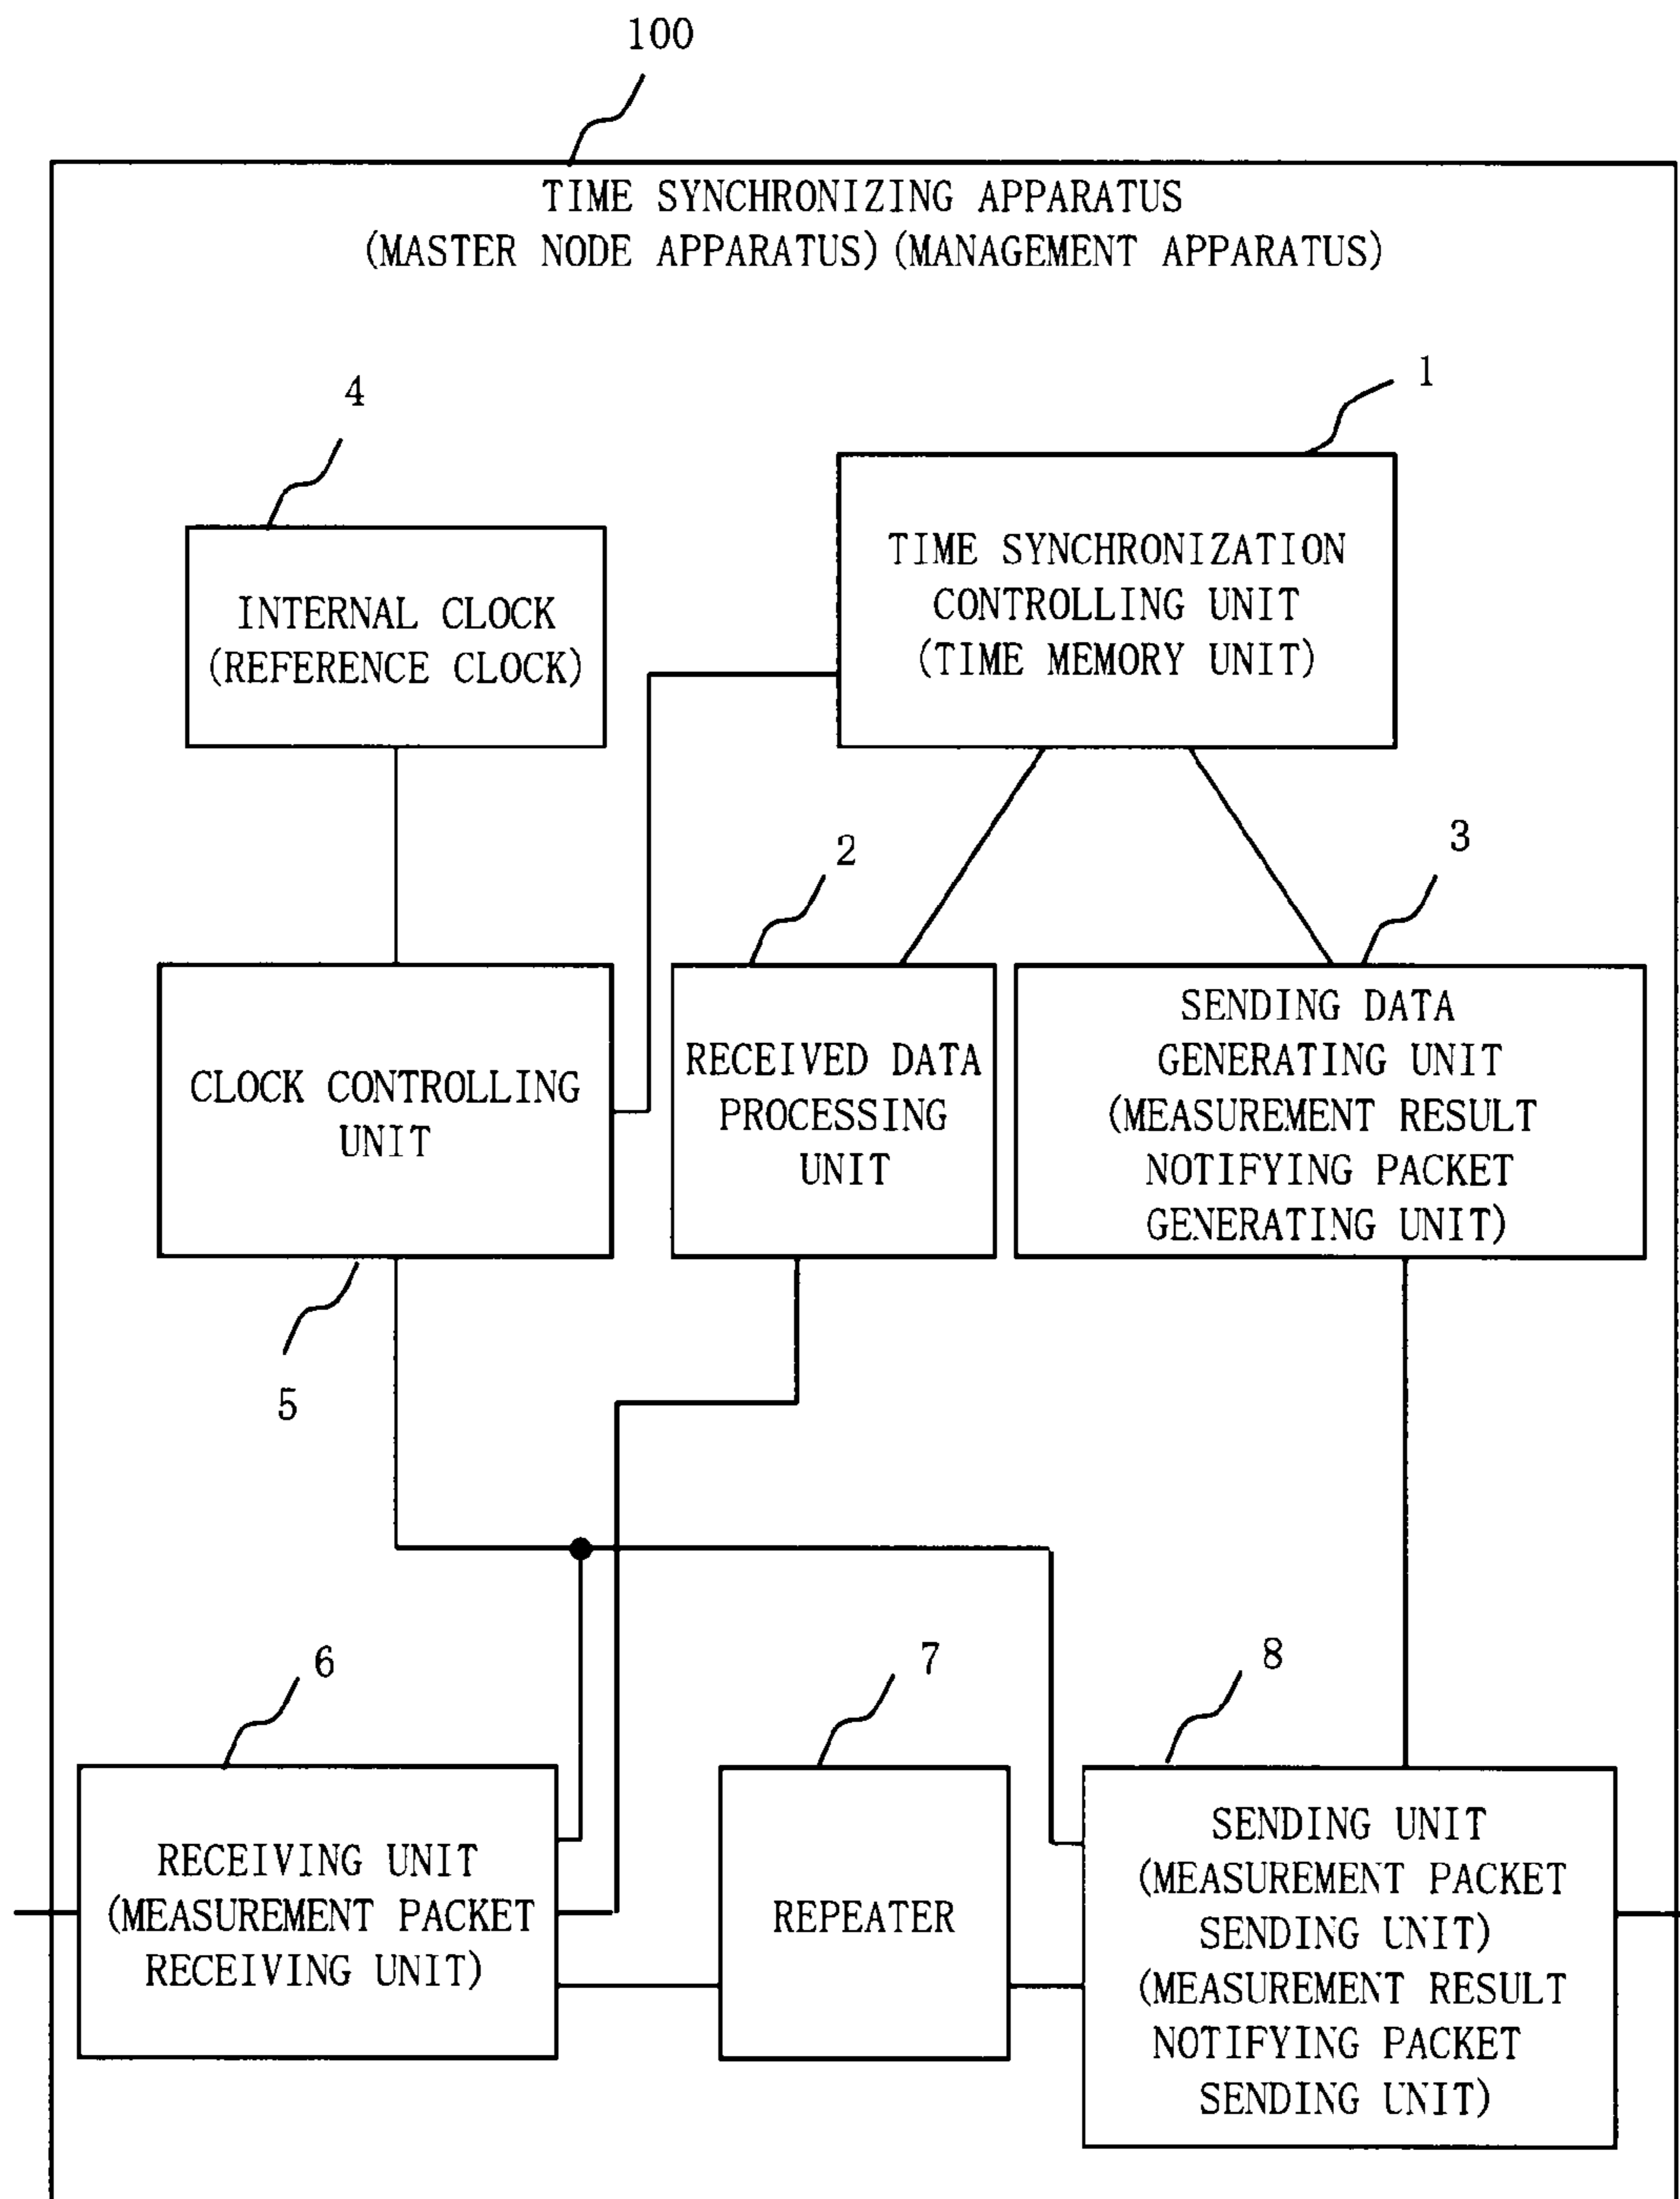 100
TIME SYNCHRONIZING APPARATUS
(MASTER NODE APPARATUS) (MANAGEMENT APPARATUS)
4
1
INTERNAL CLOCK
(REFERENCE CLOCK)
TIME SYNCHRONIZATION
CONTROLLING UNIT
(TIME MEMORY UNIT)
2
3
CLOCK CONTROLLING
UNIT
RECEIVED DATA
PROCESSING
UNIT
SENDING DATA
GENERATING UNIT
(MEASUREMENT RESULT
NOTIFYING PACKET
GENERATING UNIT)
5
6
7
8
RECEIVING UNIT
(MEASUREMENT PACKET
RECEIVING UNIT)
REPEATER
SENDING UNIT
(MEASUREMENT PACKET
SENDING UNIT)
(MEASUREMENT RESULT
NOTIFYING PACKET
SENDING UNIT)